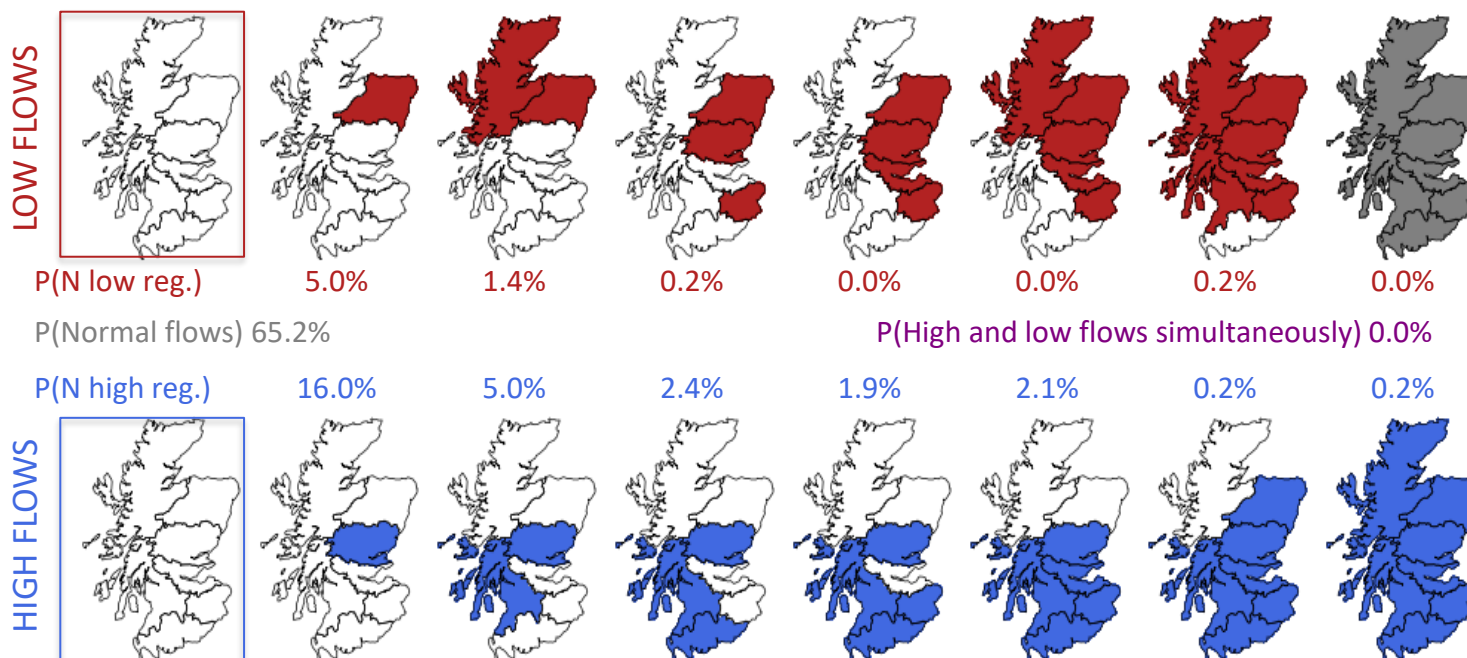 LOW FLOWS
P(N low reg.) 5.0% 1.4% 0.2% 0.0% 0.0% 0.2% 0.0%
P(Normal flows) 65.2% P(High and low flows simultaneously) 0.0%
P(N high reg.) 16.0% 5.0% 2.4% 1.9% 2.1% 0.2% 0.2%
HIGH FLOWS